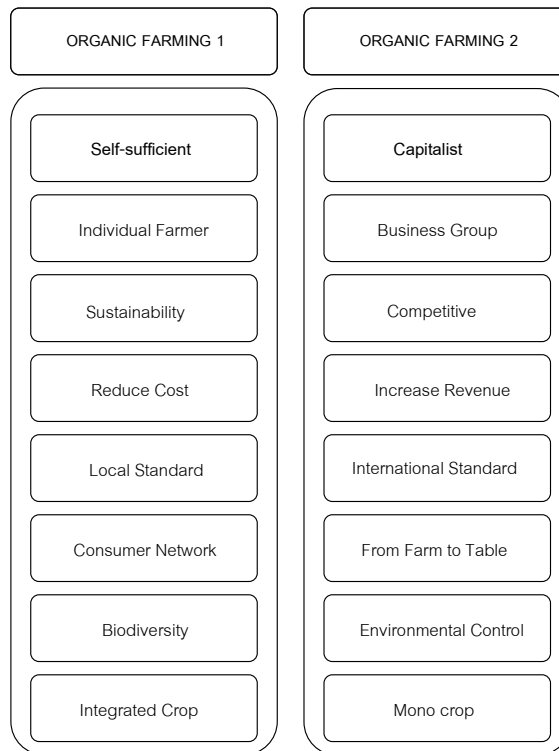 ORGANIC FARMING 1
Self-sufficient
Individual Farmer
Sustainability
Reduce Cost
Local Standard
Consumer Network
Biodiversity
Integrated Crop
ORGANIC FARMING 2
Capitalist
Business Group
Competitive
Increase Revenue
International Standard
From Farm to Table
Environmental Control
Mono crop